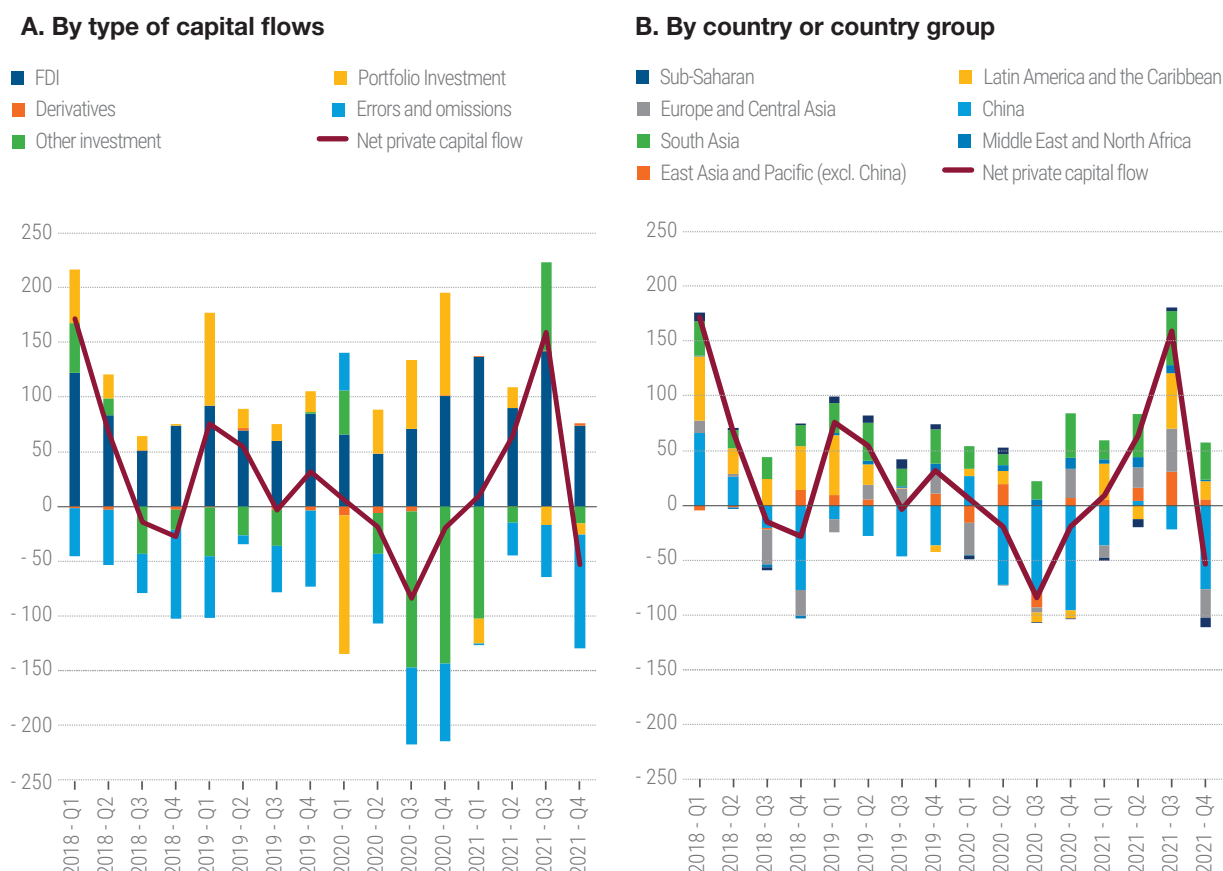 A. By type of capital flows
FDI
Portfolio Investment
Derivatives
Errors and omissions
Other investment
Net private capital flow
250
200
150
100
50
0
- 50
- 100
- 150
- 200
- 250
2018 - Q1
2018 - Q2
2018 - Q3
2018 - Q4
2019 - Q1
2019 - Q2
2019 - Q3
2019 - Q4
2020 - Q1
2020 - Q2
2020 - Q3
2020 - Q4
2021 - Q1
2021 - Q2
2021 - Q3
2021 - Q4
B. By country or country group
Sub-Saharan
Latin America and the Caribbean
Europe and Central Asia
China
South Asia
Middle East and North Africa
East Asia and Pacific (excl. China)
Net private capital flow
250
200
150
100
50
0
- 50
- 100
- 150
- 200
- 250
2018 - Q1
2018 - Q2
2018 - Q3
2018 - Q4
2019 - Q1
2019 - Q2
2019 - Q3
2019 - Q4
2020 - Q1
2020 - Q2
2020 - Q3
2020 - Q4
2021 - Q1
2021 - Q2
2021 - Q3
2021 - Q4